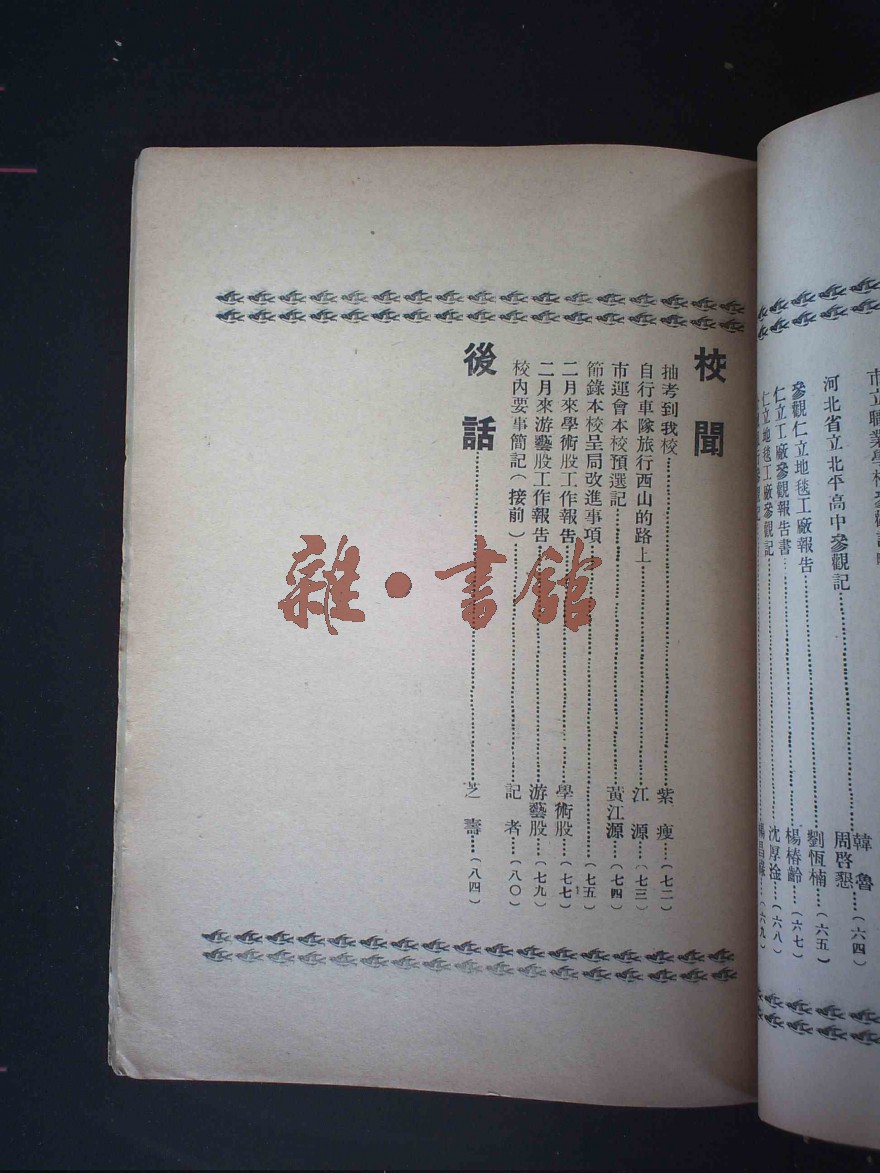 河北省立北平高中參觀記……周啓懇
韓魯……(六四)
參觀仁立地毯工廠報告……劉恆楠……(六五)
仁立工廠參觀報告書……楊椿齡……(六七)
仁立地毯工廠參觀記……沈厚淦……(六八)
(六九)
校聞
抽考到我校……紫瘦……(七二)
自行車隊旅行西山的路上……江源……(七三)
市運會本校預選記……黃江源……(七四)
節錄本校呈局改進事項……(七五)
二月來學術股工作報告……學術股……(七七)
二月來游藝股工作報告……游藝股……(七九)
校內要事簡記(接前)……記者……(八〇)
後話……芝壽……(八四)
雜·書館